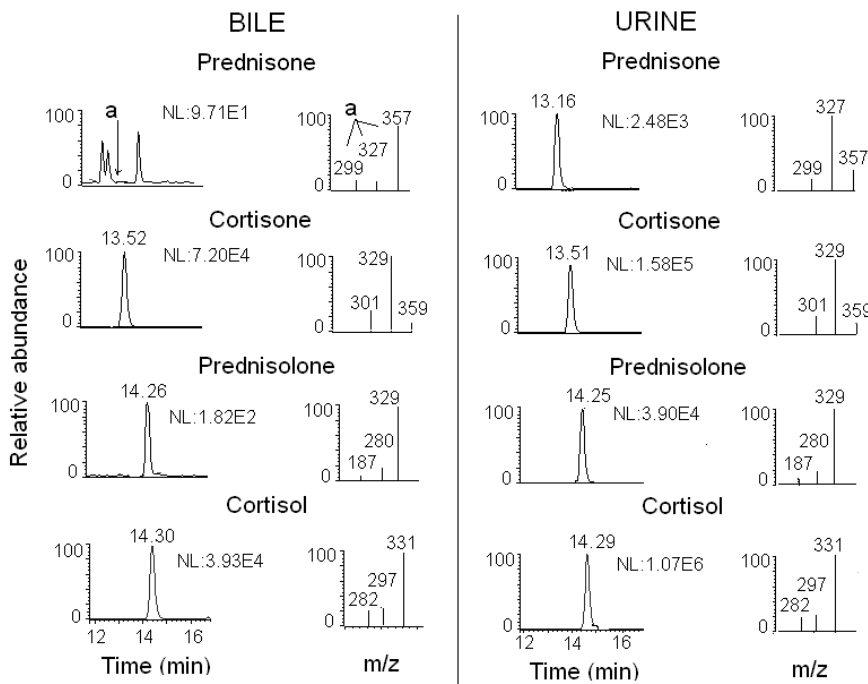 BILE
Prednisone
100
0
a
NL:9.71E1
100
0
a
299
327
357
Cortisone
100
0
13.52
NL:7.20E4
100
0
301
329
359
Prednisolone
100
0
14.26
NL:1.82E2
100
0
187
280
329
Cortisol
100
0
14.30
NL:3.93E4
100
0
282
297
331
12 14 16
Time (min)
m/z
Relative abundance
URINE
Prednisone
100
0
13.16
NL:2.48E3
100
0
299
327
357
Cortisone
100
0
13.51
NL:1.58E5
100
0
301
329
359
Prednisolone
100
0
14.25
NL:3.90E4
100
0
187
280
329
Cortisol
100
0
14.29
NL:1.07E6
100
0
282
297
331
12 14 16
Time (min)
m/z